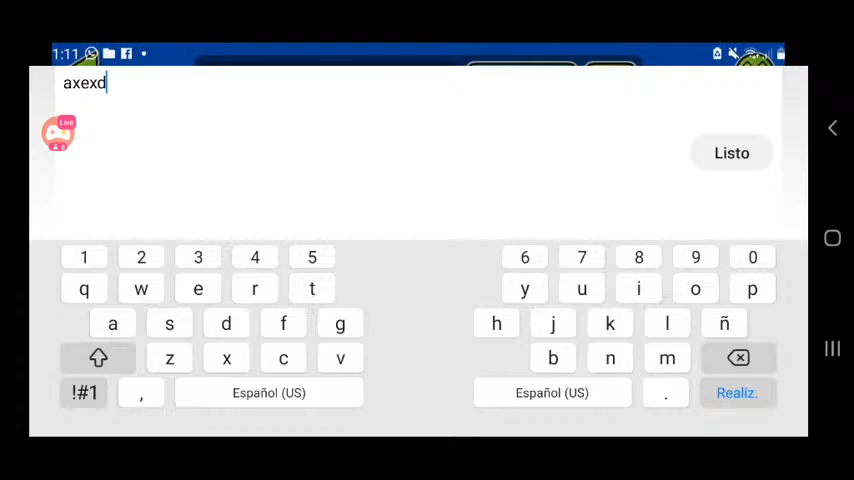 1:11
axexd
Live
8
Listo
1 2 3 4 5 6 7 8 9 0
q w e r t y u i o p
a s d f g h j k l ñ
z x c v b n m
!#1 , Español (US) Español (US) . Realiz.